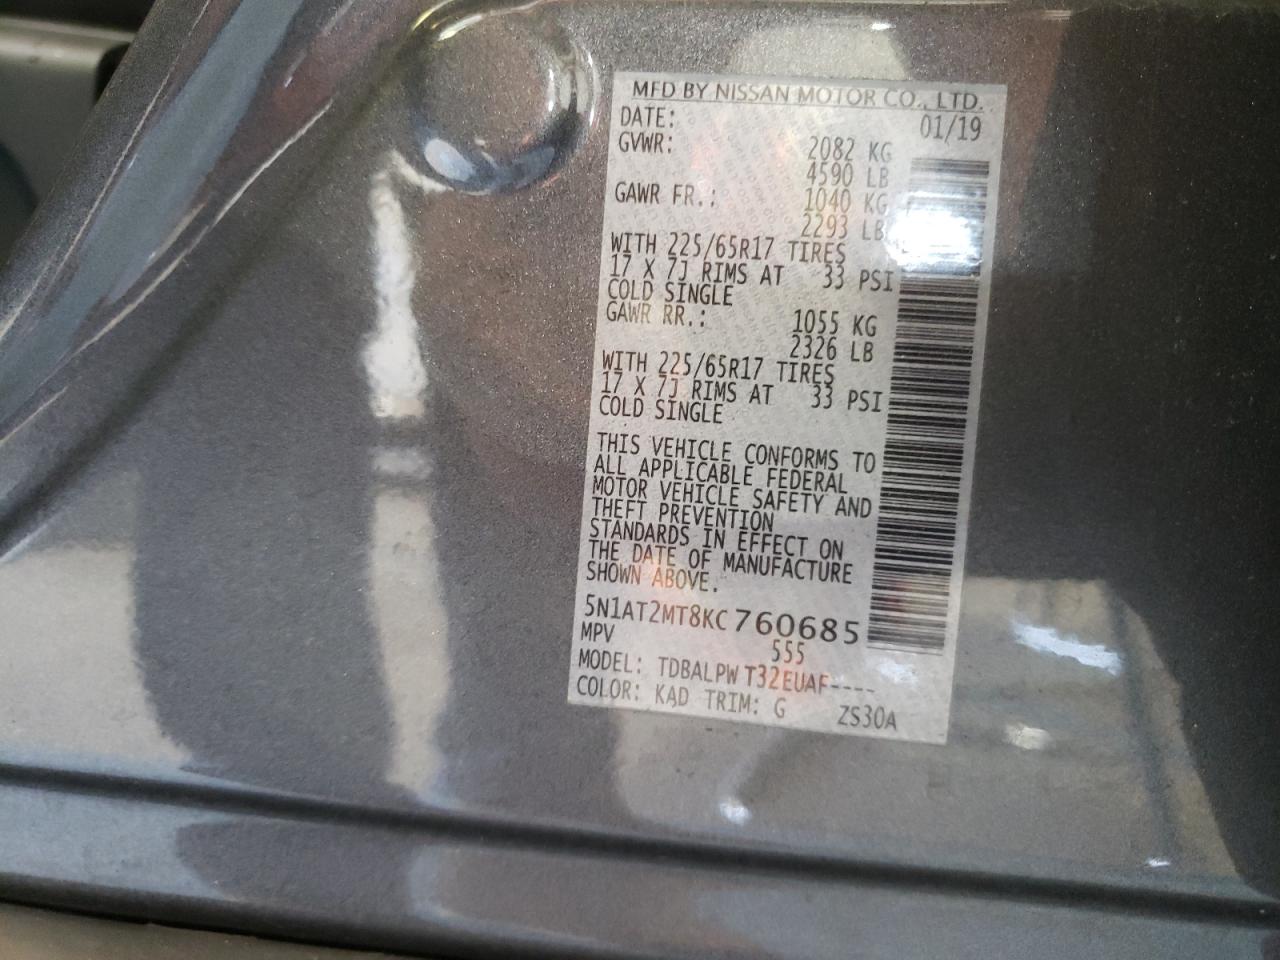 MFD BY NISSAN MOTOR CO., LTD.
DATE: 01/19
GVWR: 2082 KG
4590 LB
GAWR FR.: 1040 KG
2293 LB
WITH 225/65R17 TIRES
17 X 7J RIMS AT 33 PSI
COLD SINGLE
GAWR RR.: 1055 KG
2326 LB
WITH 225/65R17 TIRES
17 X 7J RIMS AT 33 PSI
COLD SINGLE
THIS VEHICLE CONFORMS TO
ALL APPLICABLE FEDERAL
MOTOR VEHICLE SAFETY AND
THEFT PREVENTION
STANDARDS IN EFFECT ON
THE DATE OF MANUFACTURE
SHOWN ABOVE.
5N1AT2MT8KC760685
MPV 555
MODEL: TDBALPW T32EUAF----
COLOR: KAD TRIM: G ZS30A